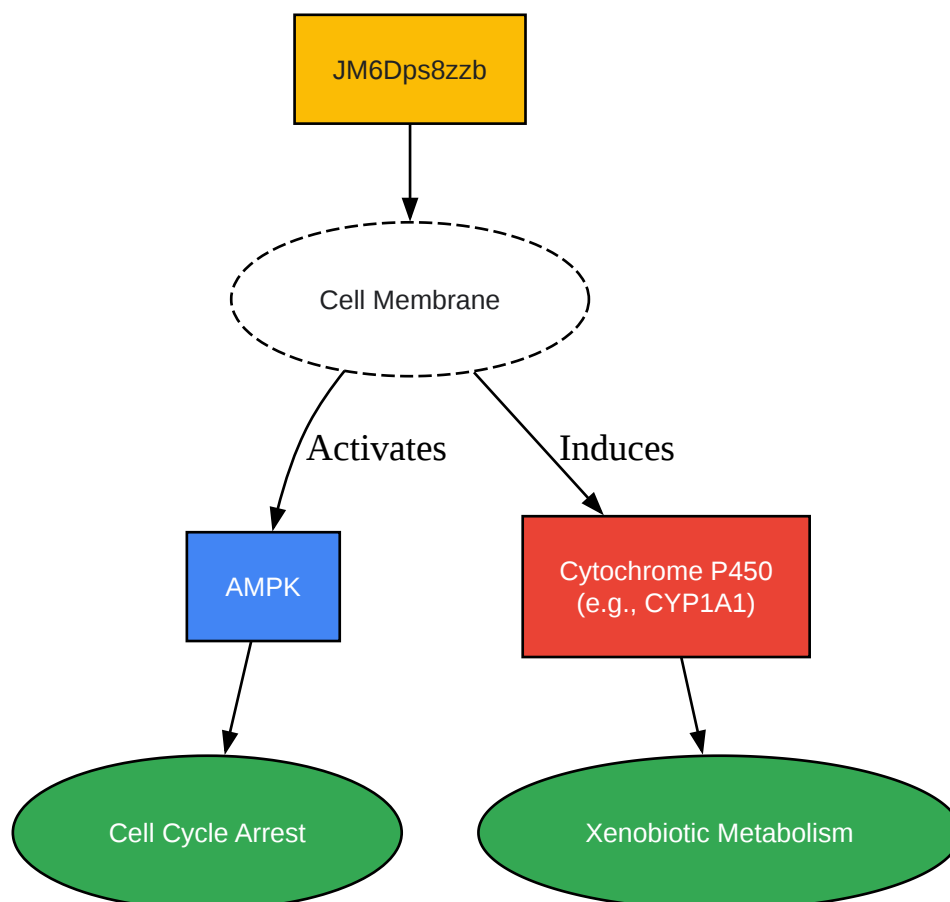 JM6Dps8zzb
Cell Membrane
Activates
Induces
AMPK
Cytochrome P450
(e.g., CYP1A1)
Cell Cycle Arrest
Xenobiotic Metabolism